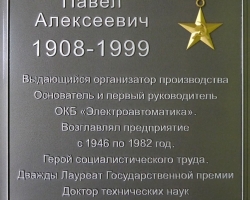 Павел
Алексеевич
1908-1999
Выдающийся организатор производства
Основатель и первый руководитель
ОКБ «Электроавтоматика».
Возглавлял предприятие
с 1946 по 1982 год.
Герой социалистического труда.
Дважды Лауреат Государственной премии
Доктор технических наук